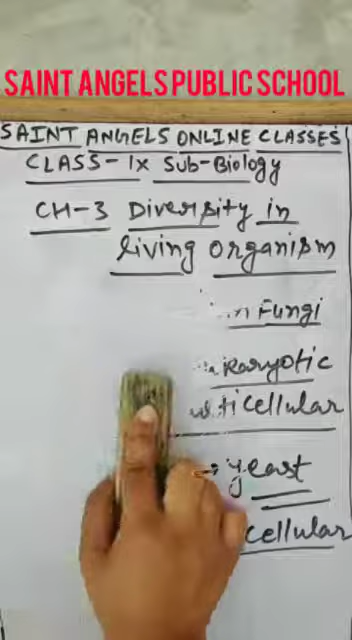 SAINT ANGELS PUBLIC SCHOOL
SAINT ANGELS ONLINE CLASSES
CLASS-IX Sub-Biology
CH-3 Diversity in
living organism
Fungi
→ yeast
cellular